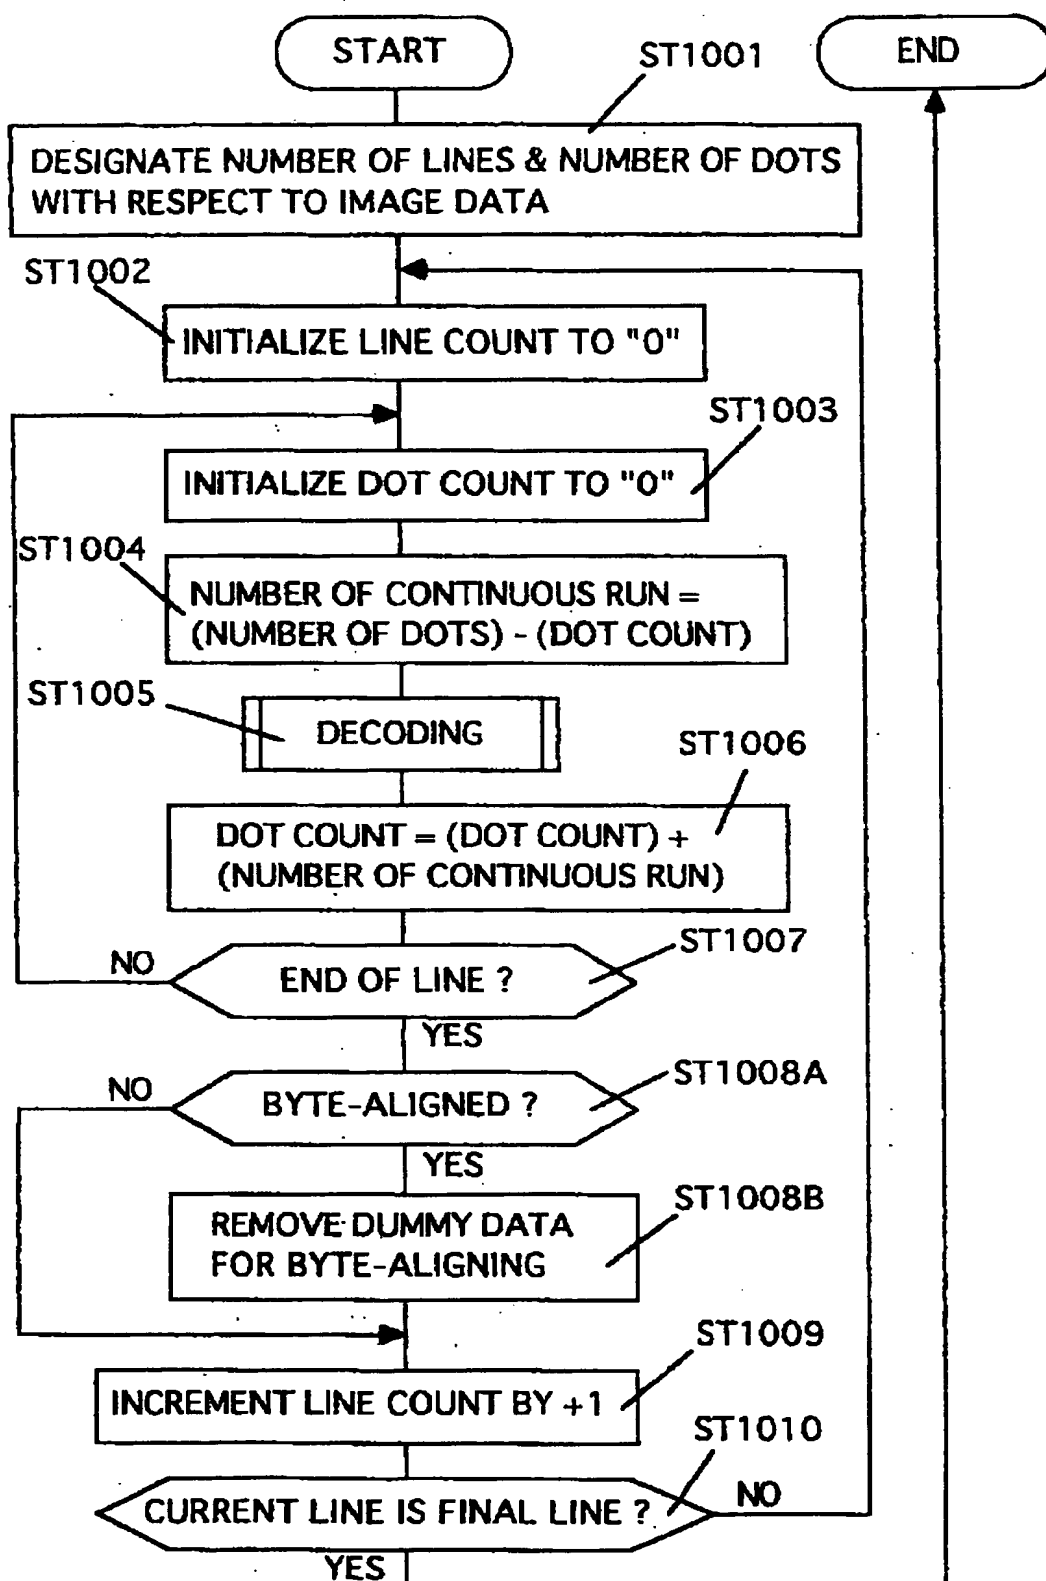 START
END
ST1001
DESIGNATE NUMBER OF LINES & NUMBER OF DOTS
WITH RESPECT TO IMAGE DATA
ST1002
INITIALIZE LINE COUNT TO "0"
ST1003
INITIALIZE DOT COUNT TO "0"
ST1004
NUMBER OF CONTINUOUS RUN =
(NUMBER OF DOTS) - (DOT COUNT)
ST1005
DECODING
ST1006
DOT COUNT = (DOT COUNT) +
(NUMBER OF CONTINUOUS RUN)
ST1007
NO
END OF LINE ?
YES
ST1008A
NO
BYTE-ALIGNED ?
YES
ST1008B
REMOVE DUMMY DATA
FOR BYTE-ALIGNING
ST1009
INCREMENT LINE COUNT BY +1
ST1010
CURRENT LINE IS FINAL LINE ?
NO
YES